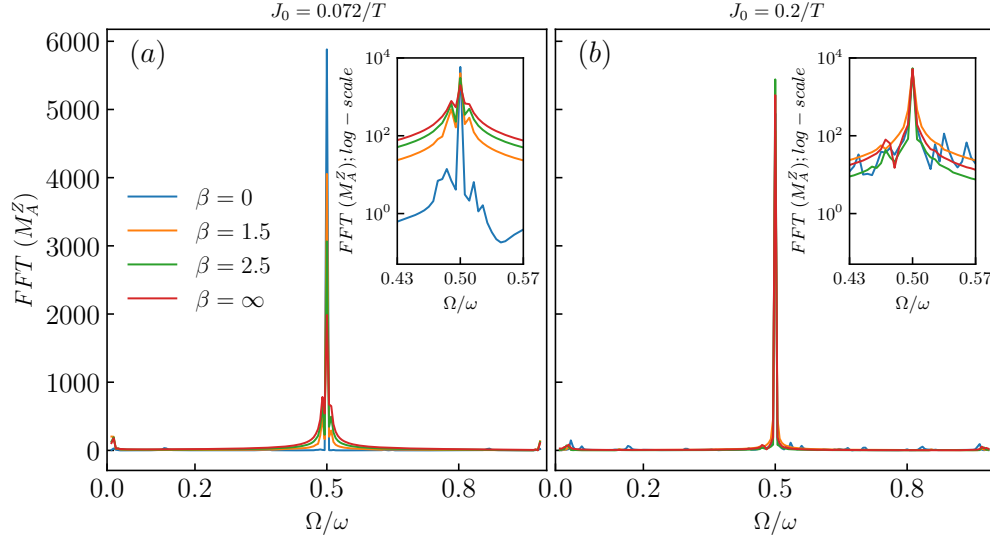 J_0 = 0.072/T
J_0 = 0.2/T
FFT (M_A^Z)
6000
5000
4000
3000
2000
1000
0
(a)
β = 0
β = 1.5
β = 2.5
β = ∞
FFT (M_A^Z); log − scale
10^4
10^2
10^0
0.43
0.50
0.57
Ω/ω
0.0
0.2
0.5
0.8
Ω/ω
(b)
FFT (M_A^Z); log − scale
10^4
10^2
10^0
0.43
0.50
0.57
Ω/ω
0.0
0.2
0.5
0.8
Ω/ω